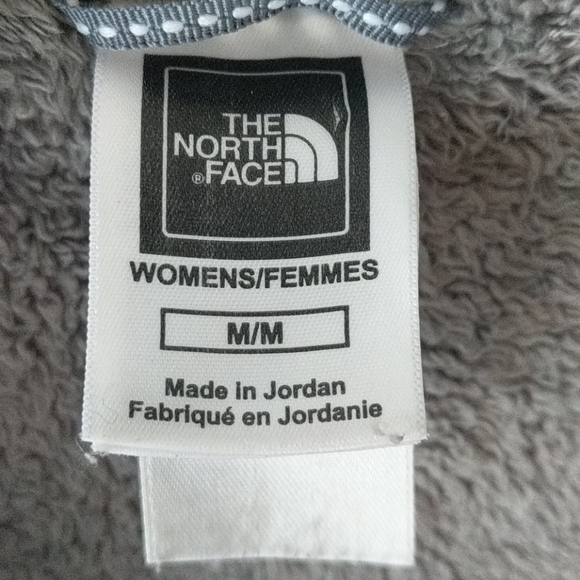 THE
NORTH
®FACE
WOMENS/FEMMES
M/M
Made in Jordan
Fabriqué en Jordanie